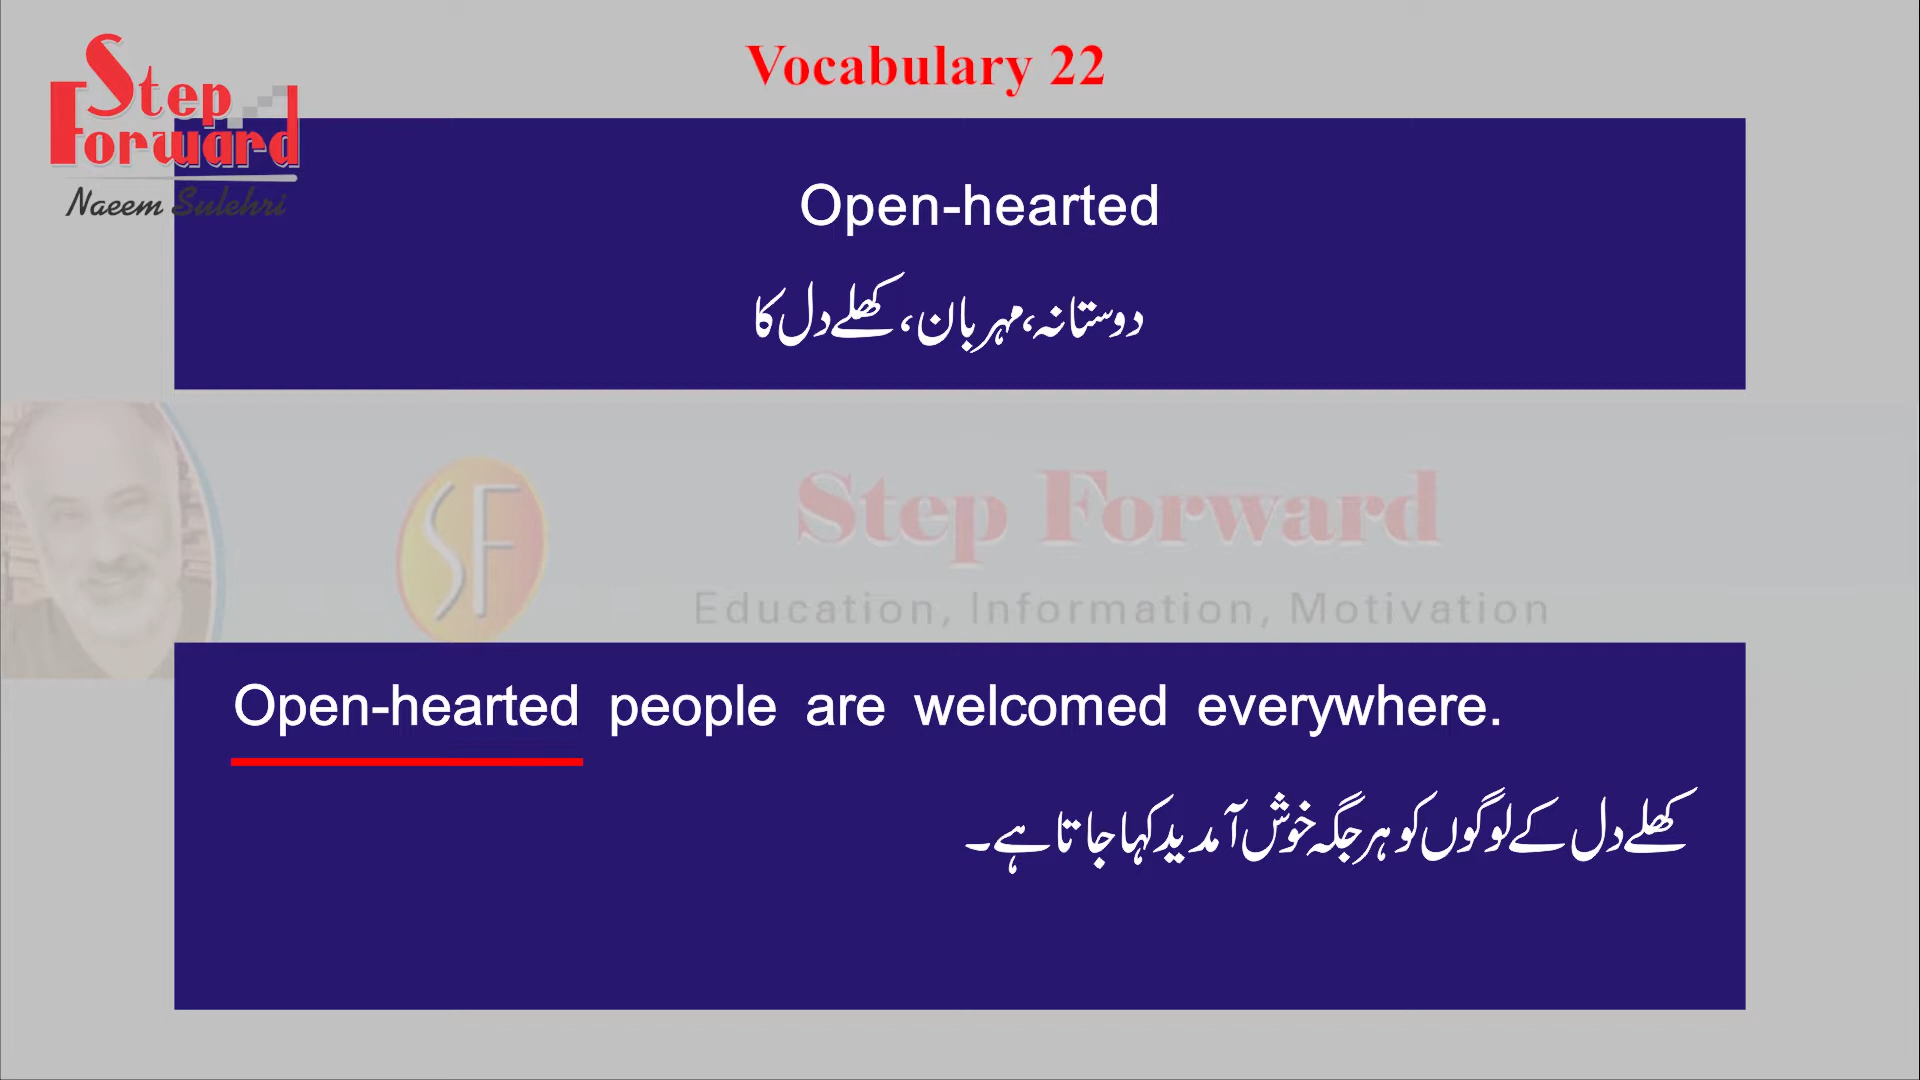 Step
Forward
Naeem Sulehri
Vocabulary 22
Open-hearted
دوستانہ، مہربان، کھلے دل کا
SF
Step Forward
Education, Information, Motivation
Open-hearted people are welcomed everywhere.
کھلے دل کے لوگوں کو ہر جگہ خوش آمدید کہا جاتا ہے۔